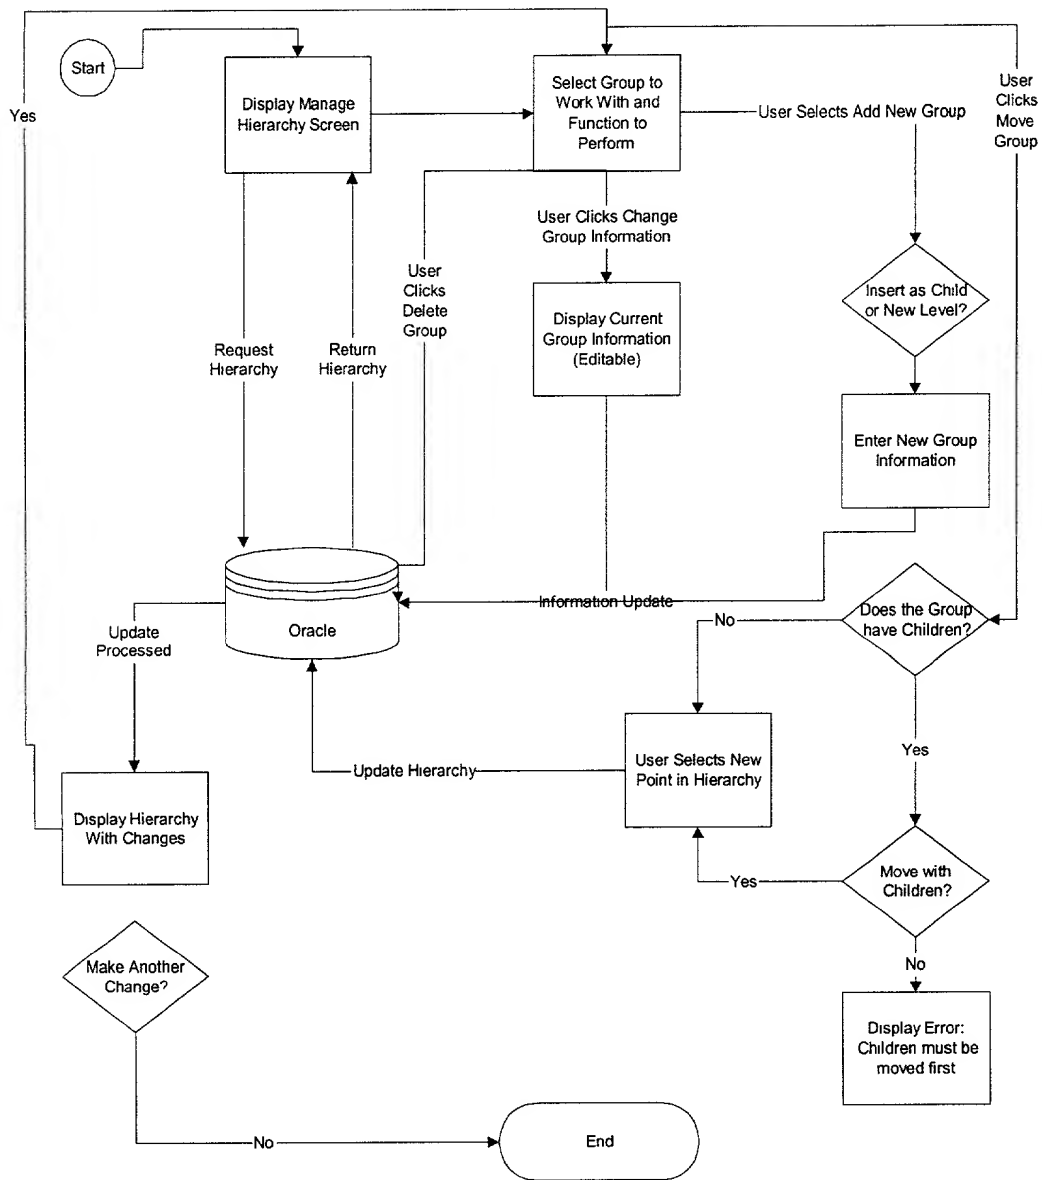 Start
Display Manage
Hierarchy Screen
Select Group to
Work With and
Function to
Perform
User Selects Add New Group
User
Clicks
Move
Group
Yes
User Clicks Change
Group Information
User
Clicks
Delete
Group
Insert as Child
or New Level?
Display Current
Group Information
(Editable)
Request
Hierarchy
Return
Hierarchy
Enter New Group
Information
Information Update
Oracle
Does the Group
have Children?
No
Update
Processed
Yes
Update Hierarchy
User Selects New
Point in Hierarchy
Display Hierarchy
With Changes
Yes
Move with
Children?
No
Make Another
Change?
Display Error:
Children must be
moved first
No
End